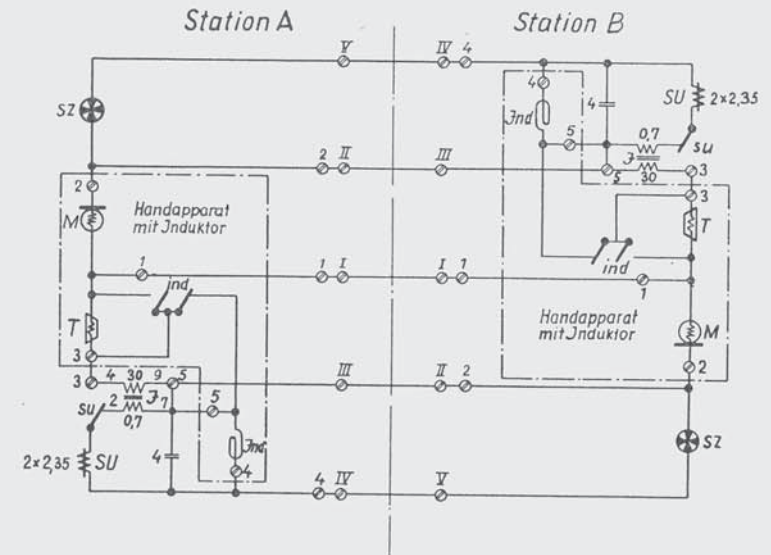 Station A
Station B
V
IV 4
SZ
4
Jnd
4
SU 2×2,35
5
0,7
su
2 II
III
J
5
30
3
2
3
M
Handapparat
mit Jnduktor
T
1
ind
1 I
I 1
ind
1
T
Handapparat
mit Jnduktor
M
3
2
3 4 30 9 5
III
II 2
su 2 J 7
5
0,7
SZ
2×2,35 SU
4
Jnd
4
4 IV
V